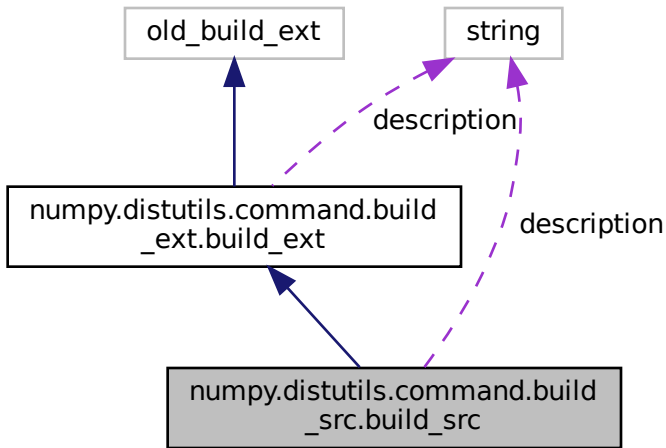 old_build_ext
string
description
numpy.distutils.command.build
_ext.build_ext
description
numpy.distutils.command.build
_src.build_src